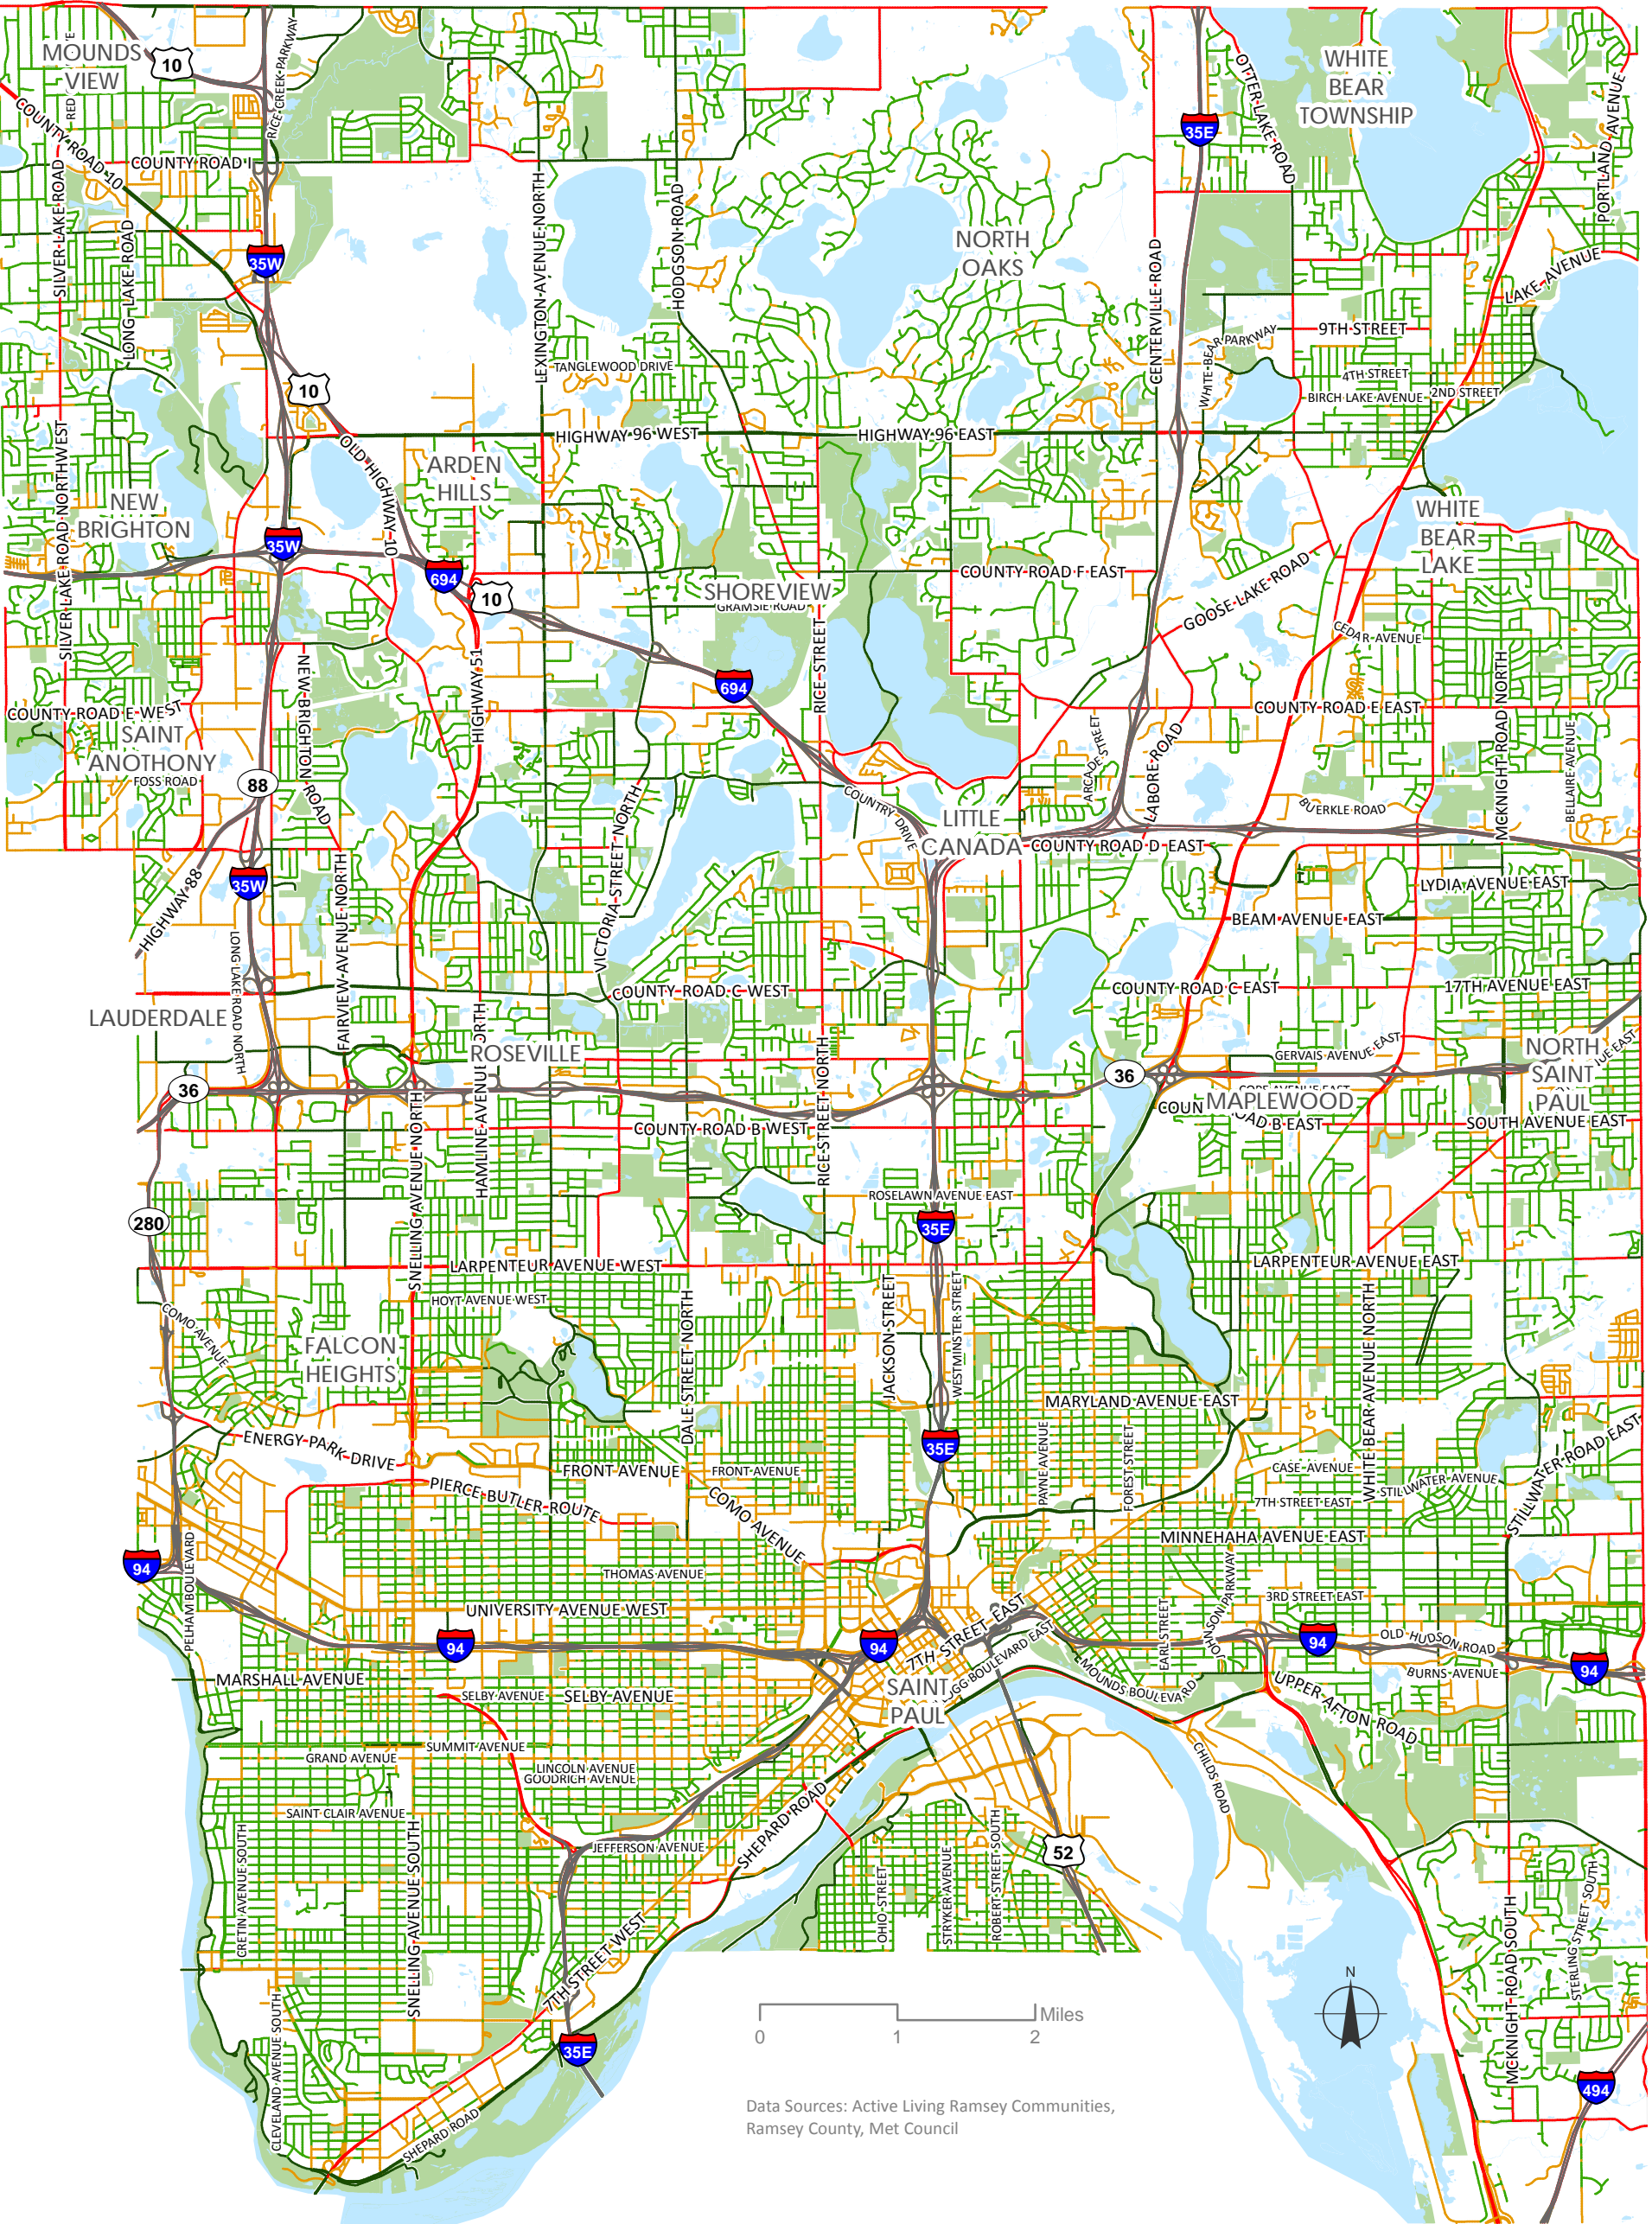 MOUNDS
VIEW
10
RICE CREEK PARKWAY
COUNTY ROAD 10
COUNTY ROAD I
SILVER LAKE ROAD
LONG LAKE ROAD
35W
10
LEXINGTON AVENUE NORTH
HODGSON ROAD
TANGLEWOOD DRIVE
NORTH
OAKS
CENTERVILLE ROAD
35E
OTTER LAKE ROAD
WHITE
BEAR
TOWNSHIP
PORTLAND AVENUE
LAKE AVENUE
WHITE BEAR PARKWAY
9TH STREET
4TH STREET
BIRCH LAKE AVENUE
2ND STREET
HIGHWAY 96 WEST
HIGHWAY 96 EAST
OLD HIGHWAY 10
ARDEN
HILLS
SILVER LAKE ROAD NORTHWEST
NEW
BRIGHTON
35W
694
10
SHOREVIEW
GRAMSIE ROAD
COUNTY ROAD F EAST
GOOSE LAKE ROAD
WHITE
BEAR
LAKE
CEDAR AVENUE
694
RICE STREET
HIGHWAY 51
NEW BRIGHTON ROAD
COUNTY ROAD E WEST
SAINT
ANOTHONY
FOSS ROAD
88
COUNTY ROAD E EAST
MCKNIGHT ROAD NORTH
BELLAIRE AVENUE
ARCADE STREET
LABORE ROAD
BUERKLE ROAD
COUNTRY DRIVE
LITTLE
CANADA
COUNTY ROAD D EAST
VICTORIA STREET NORTH
35W
HIGHWAY 88
LONG LAKE ROAD NORTH
FAIRVIEW AVENUE NORTH
LYDIA AVENUE EAST
BEAM AVENUE EAST
COUNTY ROAD C WEST
COUNTY ROAD C EAST
17TH AVENUE EAST
LAUDERDALE
HAMLINE AVENUE NORTH
ROSEVILLE
RICE STREET NORTH
GERVAIS AVENUE EAST
NORTH
SAINT
PAUL
36
36
COPE AVENUE EAST
MAPLEWOOD
COUNTY ROAD B WEST
COUN
OAD B EAST
SOUTH AVENUE EAST
SNELLING AVENUE NORTH
280
ROSELAWN AVENUE EAST
35E
LARPENTEUR AVENUE WEST
LARPENTEUR AVENUE EAST
HOYT AVENUE WEST
COMO AVENUE
FALCON
HEIGHTS
DALE STREET NORTH
JACKSON STREET
WESTMINSTER STREET
WHITE BEAR AVENUE NORTH
MARYLAND AVENUE EAST
ENERGY PARK DRIVE
35E
PAYNE AVENUE
FOREST STREET
STILLWATER ROAD EAST
FRONT AVENUE
FRONT AVENUE
CASE AVENUE
STILLWATER AVENUE
PIERCE BUTLER ROUTE
COMO AVENUE
7TH STREET EAST
MINNEHAHA AVENUE EAST
PELHAM BOULEVARD
94
THOMAS AVENUE
JOHNSON PARKWAY
3RD STREET EAST
UNIVERSITY AVENUE WEST
94
94
7TH STREET EAST
EARL STREET
94
OLD HUDSON ROAD
94
BURNS AVENUE
MARSHALL AVENUE
SELBY AVENUE
SELBY AVENUE
SAINT
PAUL
OGG BOULEVARD EAST
MOUNDS BOULEVARD
UPPER AFTON ROAD
SUMMIT AVENUE
GRAND AVENUE
LINCOLN AVENUE
GOODRICH AVENUE
CHILDS ROAD
SAINT CLAIR AVENUE
SHEPARD ROAD
JEFFERSON AVENUE
52
CRETIN AVENUE SOUTH
SNELLING AVENUE SOUTH
OHIO STREET
STRYKER AVENUE
ROBERT STREET SOUTH
STERLING STREET SOUTH
MCKNIGHT ROAD SOUTH
7TH STREET WEST
CLEVELAND AVENUE SOUTH
35E
SHEPARD ROAD
494
N
Miles
0 1 2
Data Sources: Active Living Ramsey Communities,
Ramsey County, Met Council